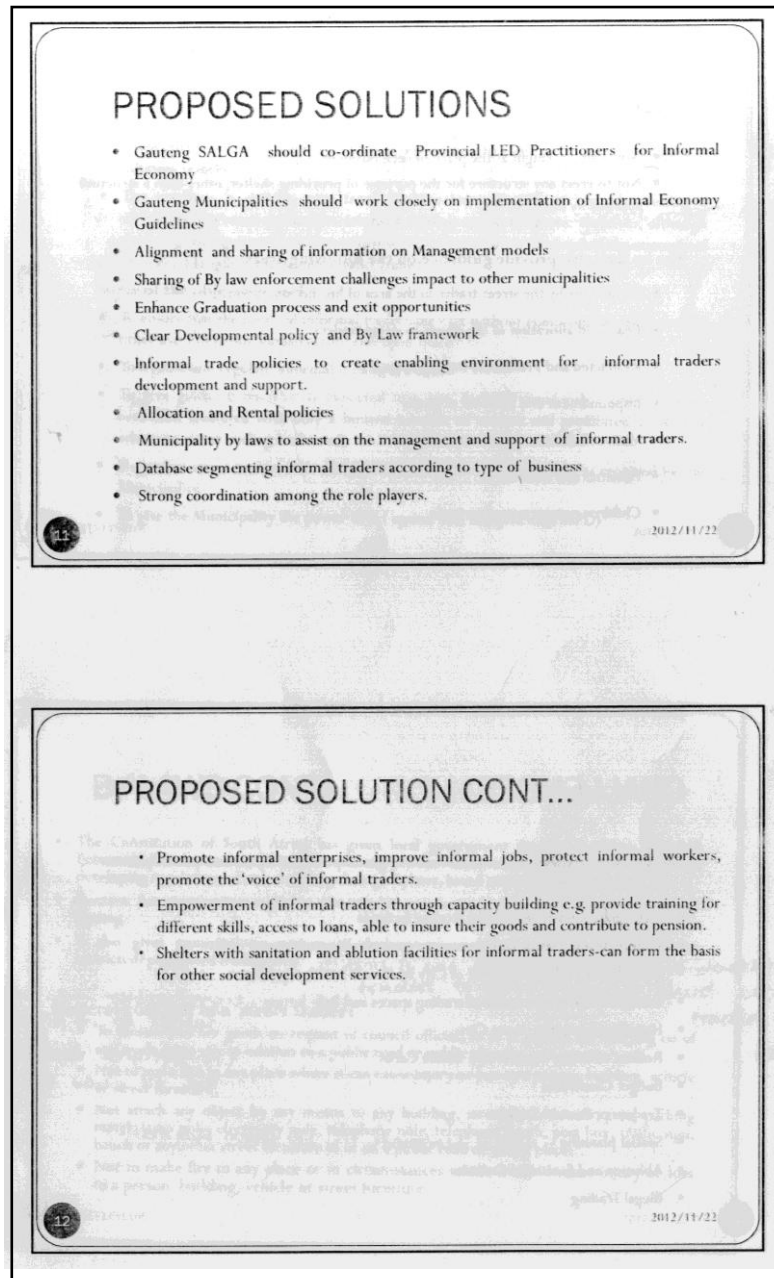 PROPOSED SOLUTIONS
• Gauteng SALGA should co-ordinate Provincial LED Practitioners for Informal
Economy
• Gauteng Municipalities should work closely on implementation of Informal Economy
Guidelines
• Alignment and sharing of information on Management models
• Sharing of By law enforcement challenges impact to other municipalities
• Enhance Graduation process and exit opportunities
• Clear Developmental policy and By Law framework
• Informal trade policies to create enabling environment for informal traders
development and support.
• Allocation and Rental policies
• Municipality by laws to assist on the management and support of informal traders.
• Database segmenting informal traders according to type of business
• Strong coordination among the role players.
11
2012/11/22
PROPOSED SOLUTION CONT...
• Promote informal enterprises, improve informal jobs, protect informal workers,
promote the ‘voice’ of informal traders.
• Empowerment of informal traders through capacity building e.g. provide training for
different skills, access to loans, able to insure their goods and contribute to pension.
• Shelters with sanitation and ablution facilities for informal traders-can form the basis
for other social development services.
12
2012/11/22